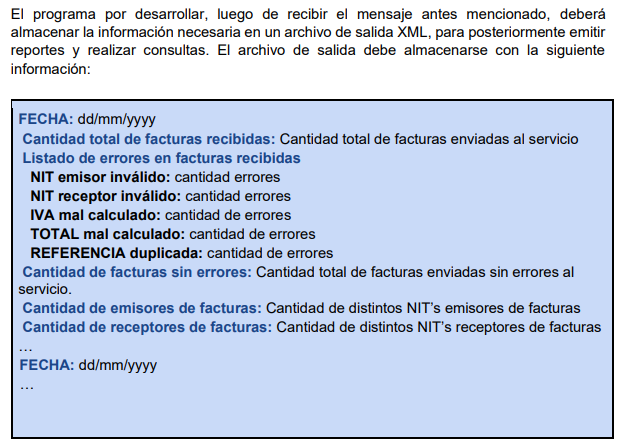 El programa por desarrollar, luego de recibir el mensaje antes mencionado, deberá
almacenar la información necesaria en un archivo de salida XML, para posteriormente emitir
reportes y realizar consultas. El archivo de salida debe almacenarse con la siguiente
información:
FECHA: dd/mm/yyyy
Cantidad total de facturas recibidas: Cantidad total de facturas enviadas al servicio
Listado de errores en facturas recibidas
NIT emisor inválido: cantidad errores
NIT receptor inválido: cantidad errores
IVA mal calculado: cantidad de errores
TOTAL mal calculado: cantidad de errores
REFERENCIA duplicada: cantidad de errores
Cantidad de facturas sin errores: Cantidad total de facturas enviadas sin errores al
servicio.
Cantidad de emisores de facturas: Cantidad de distintos NIT's emisores de facturas
Cantidad de receptores de facturas: Cantidad de distintos NIT's receptores de facturas
…
FECHA: dd/mm/yyyy
…